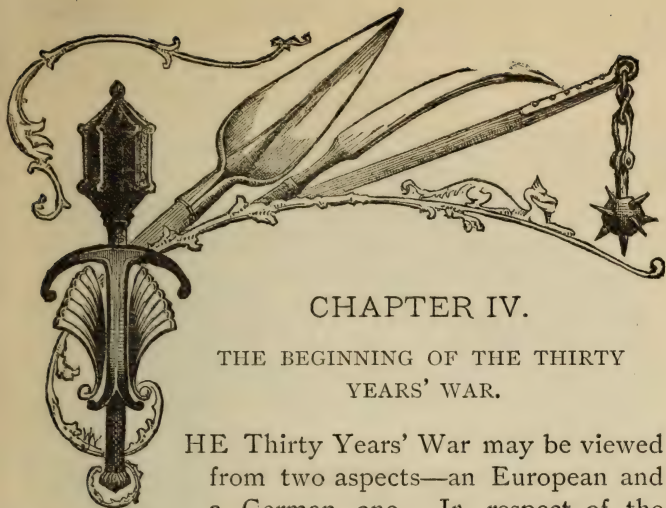 CHAPTER IV.
THE BEGINNING OF THE THIRTY
YEARS' WAR.
HE Thirty Years' War may be viewed
from two aspects—an European and
a German one. In respect of the